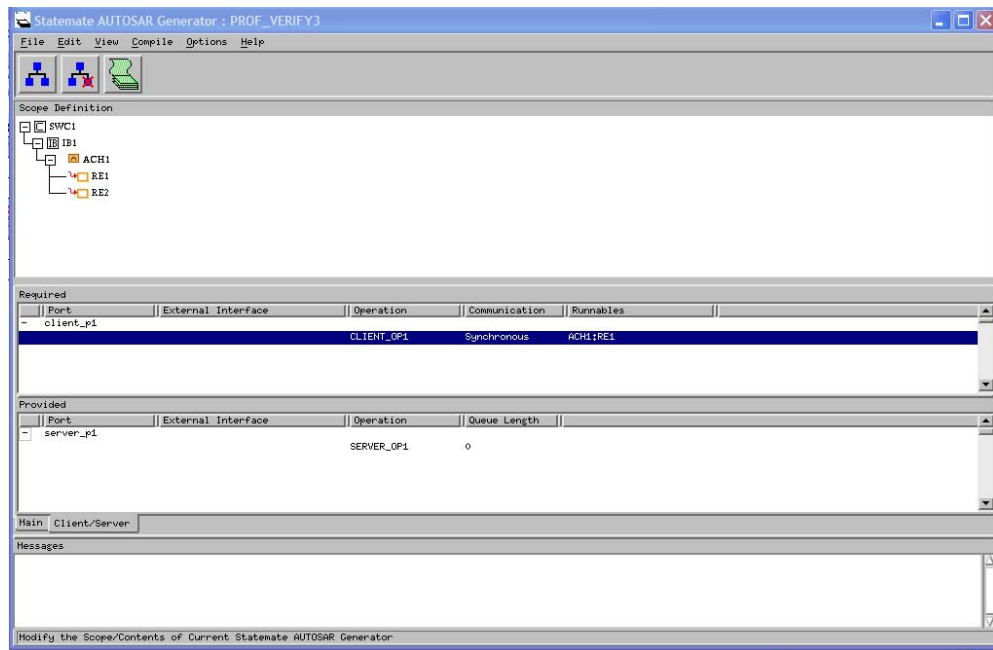 Statemate AUTOSAR Generator : PROF_VERIFY3
File Edit View Compile Options Help
Scope Definition
SWC1
IB IB1
ACH1
RE1
RE2
Required
Port External Interface Operation Communication Runnables
client_p1
CLIENT_OP1 Synchronous ACH1:RE1
Provided
Port External Interface Operation Queue Length
server_p1
SERVER_OP1 0
Main Client/Server
Messages
Modify the Scope/Contents of Current Statemate AUTOSAR Generator